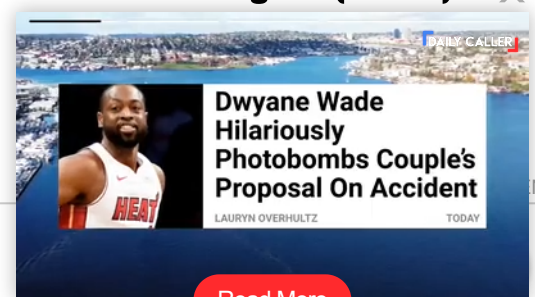 DAILY CALLER
Dwyane Wade
Hilariously
Photobombs Couple's
Proposal On Accident
LAURYN OVERHULTZ TODAY
HEAT
Read More